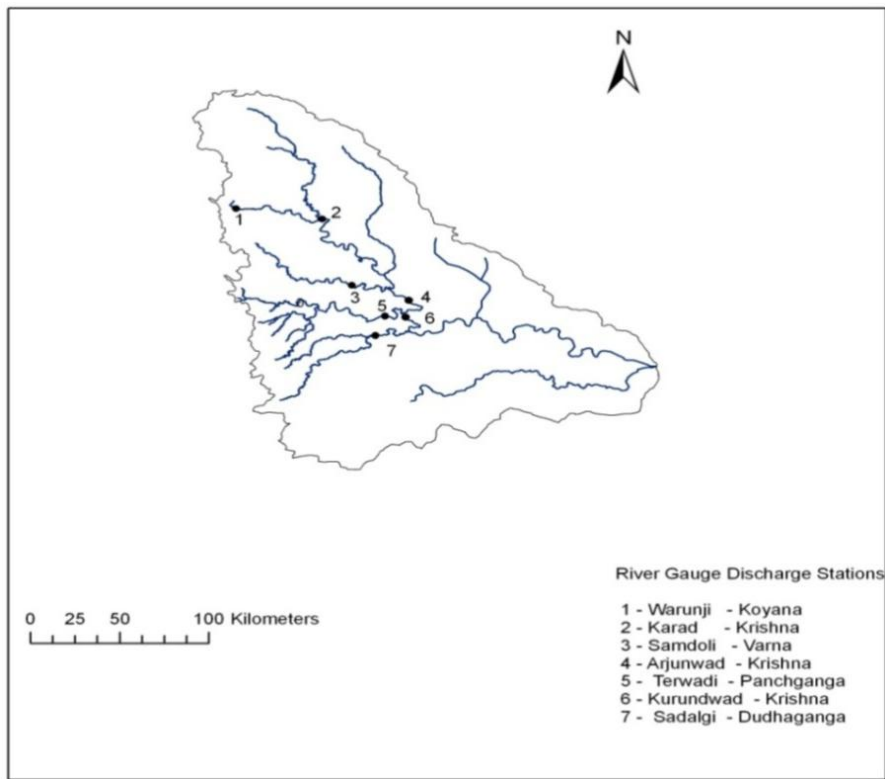 N
1
2
3
4
5
6
7
0 25 50 100 Kilometers
River Gauge Discharge Stations
1 - Warunji - Koyana
2 - Karad - Krishna
3 - Samdoli - Varna
4 - Arjunwad - Krishna
5 - Terwadi - Panchganga
6 - Kurundwad - Krishna
7 - Sadalgi - Dudhaganga